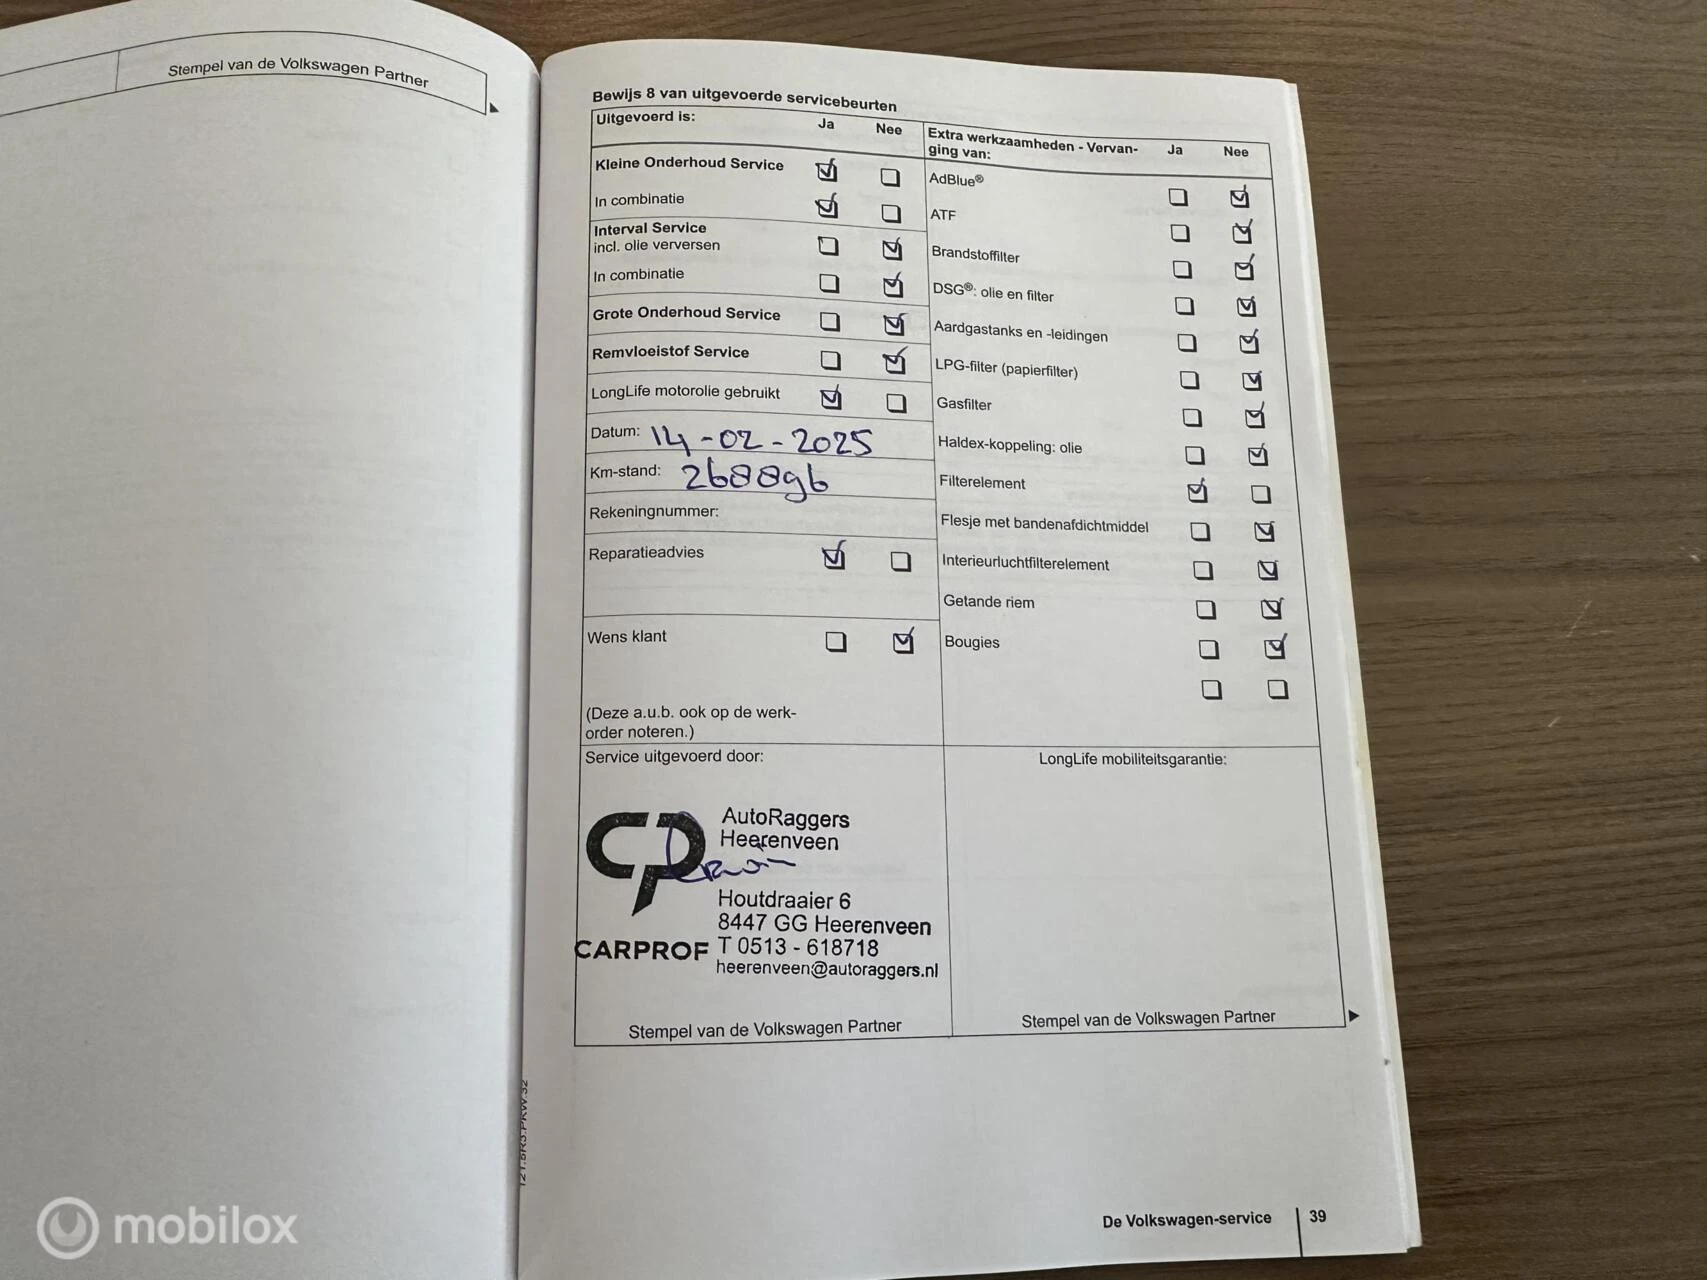 Stempel van de Volkswagen Partner
Bewijs 8 van uitgevoerde servicebeurten
Uitgevoerd is: Ja Nee
Kleine Onderhoud Service
In combinatie
Interval Service
incl. olie verversen
In combinatie
Grote Onderhoud Service
Remvloeistof Service
LongLife motorolie gebruikt
Datum: 14-02-2025
Km-stand: 268896
Rekeningnummer:
Reparatieadvies
Wens klant
(Deze a.u.b. ook op de werk-
order noteren.)
Extra werkzaamheden - Vervan-
ging van: Ja Nee
AdBlue®
ATF
Brandstoffilter
DSG®: olie en filter
Aardgastanks en -leidingen
LPG-filter (papierfilter)
Gasfilter
Haldex-koppeling: olie
Filterelement
Flesje met bandenafdichtmiddel
Interieurluchtfilterelement
Getande riem
Bougies
Service uitgevoerd door:
CP
AutoRaggers
Heerenveen
Houtdraaier 6
8447 GG Heerenveen
CARPROF T 0513 - 618718
heerenveen@autoraggers.nl
Stempel van de Volkswagen Partner
LongLife mobiliteitsgarantie:
Stempel van de Volkswagen Partner
De Volkswagen-service 39
mobilox